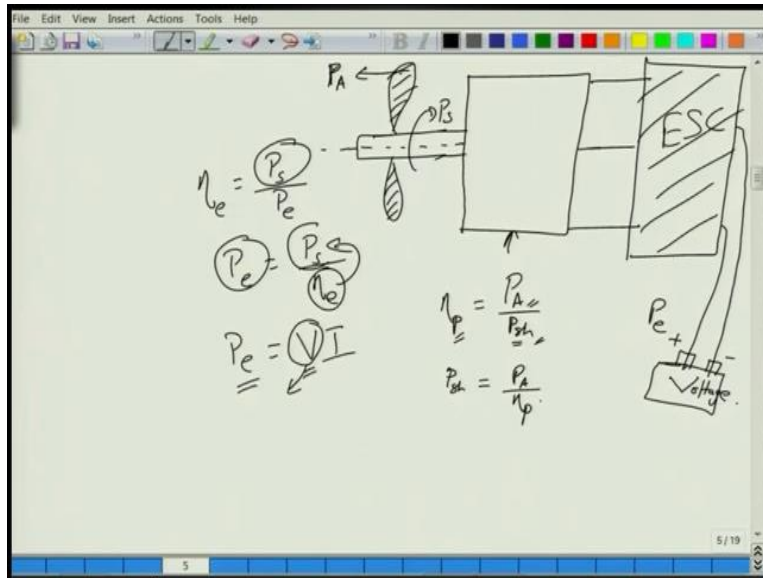 File Edit View Insert Actions Tools Help
B I
P_A
P_s
ESC
η_e = P_s / P_e
P_e = P_s / η_e
P_e = VI
η_p = P_A / P_sh
P_sh = P_A / η_p
P_e
+ -
Voltage
5 / 19
5